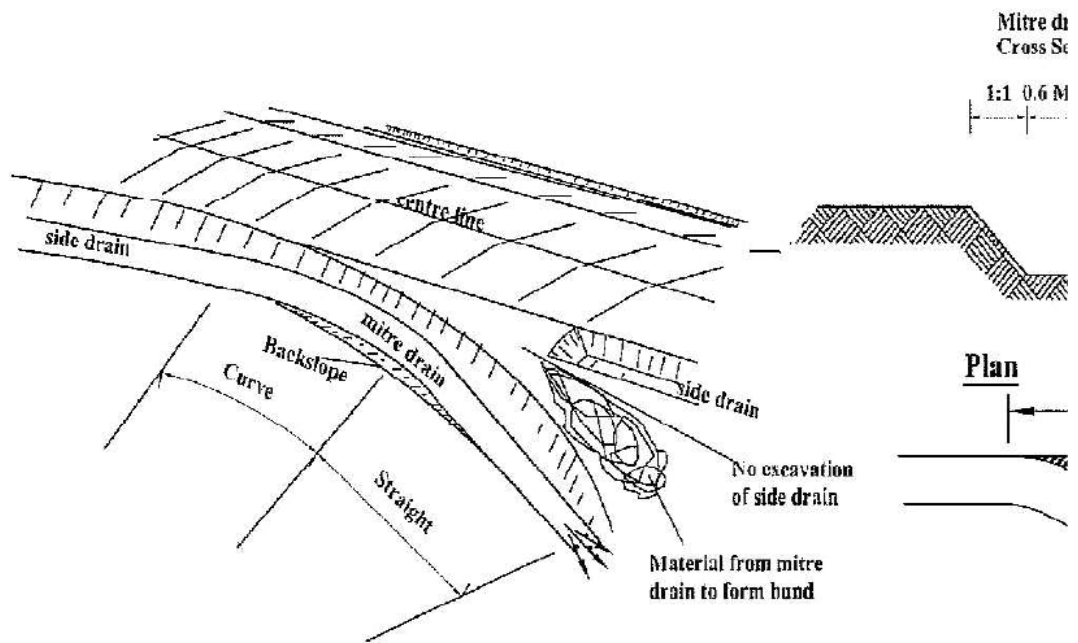 Mitre dr
Cross Se
1:1 0.6 M
centre line
side drain
mitre drain
Backslope
Curve
side drain
Plan
Straight
No excavation
of side drain
Material from mitre
drain to form bund